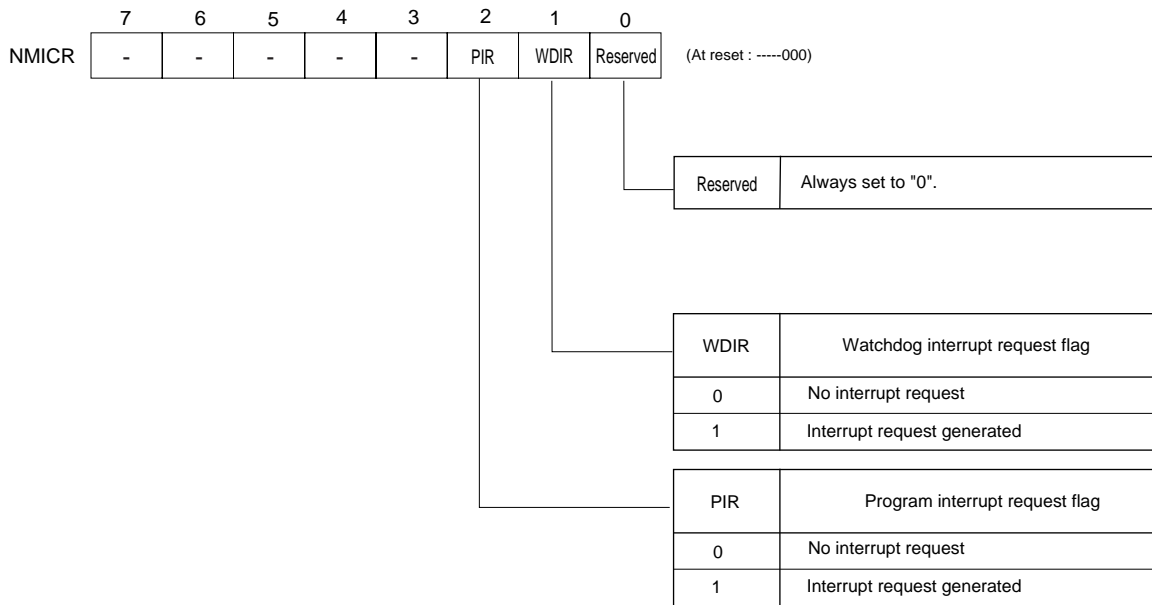 7 6 5 4 3 2 1 0
NMICR - - - - - PIR WDIR Reserved (At reset : -----000)
Reserved Always set to "0".
WDIR Watchdog interrupt request flag
0 No interrupt request
1 Interrupt request generated
PIR Program interrupt request flag
0 No interrupt request
1 Interrupt request generated